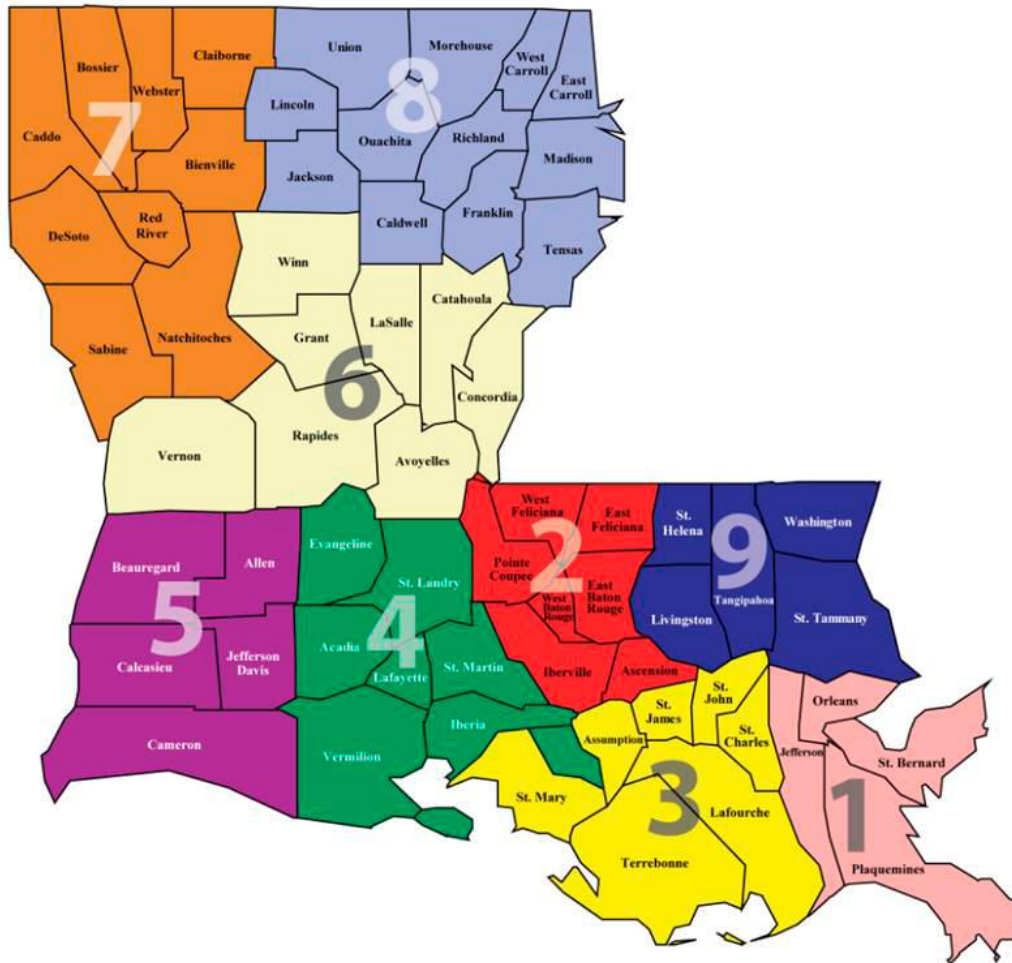 Union
Morehouse
West
Carroll
East
Carroll
Claiborne
Bossier
Webster
Lincoln
8
7
Caddo
Ouachita
Richland
Madison
Bienville
Jackson
Franklin
Caldwell
Red
River
DeSoto
Tensas
Winn
Catahoula
LaSalle
Grant
Natchitoches
Sabine
6
Concordia
Rapides
Vernon
Avoyelles
West
Feliciana
East
Feliciana
St.
Helena
Washington
Evangeline
2
9
Allen
Beauregard
Pointe
Coupee
St. Landry
East
Baton
Rouge
West
Baton
Rouge
Tangipahoa
5
4
Livingston
St. Tammany
Acadia
Jefferson
Davis
Calcasieu
St. Martin
Lafayette
Iberville
Ascension
St.
John
St.
James
Orleans
Iberia
Cameron
Vermilion
Assumption
St.
Charles
Jefferson
St. Bernard
St. Mary
3
1
Lafourche
Terrebonne
Plaquemines